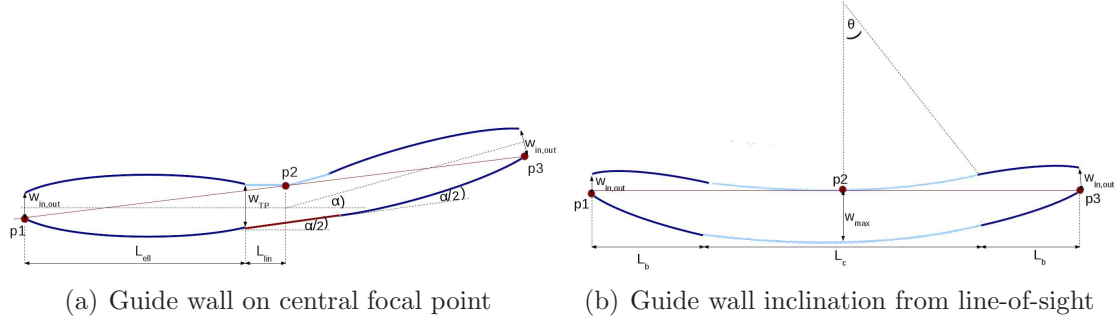 w_in,out
p1
L_ell
w_TP
L_lin
p2
α)
α/2)
α/2)
w_in,out
p3
(a) Guide wall on central focal point
θ
w_in,out
p1
p2
w_max
w_in,out
p3
L_b
L_c
L_b
(b) Guide wall inclination from line-of-sight